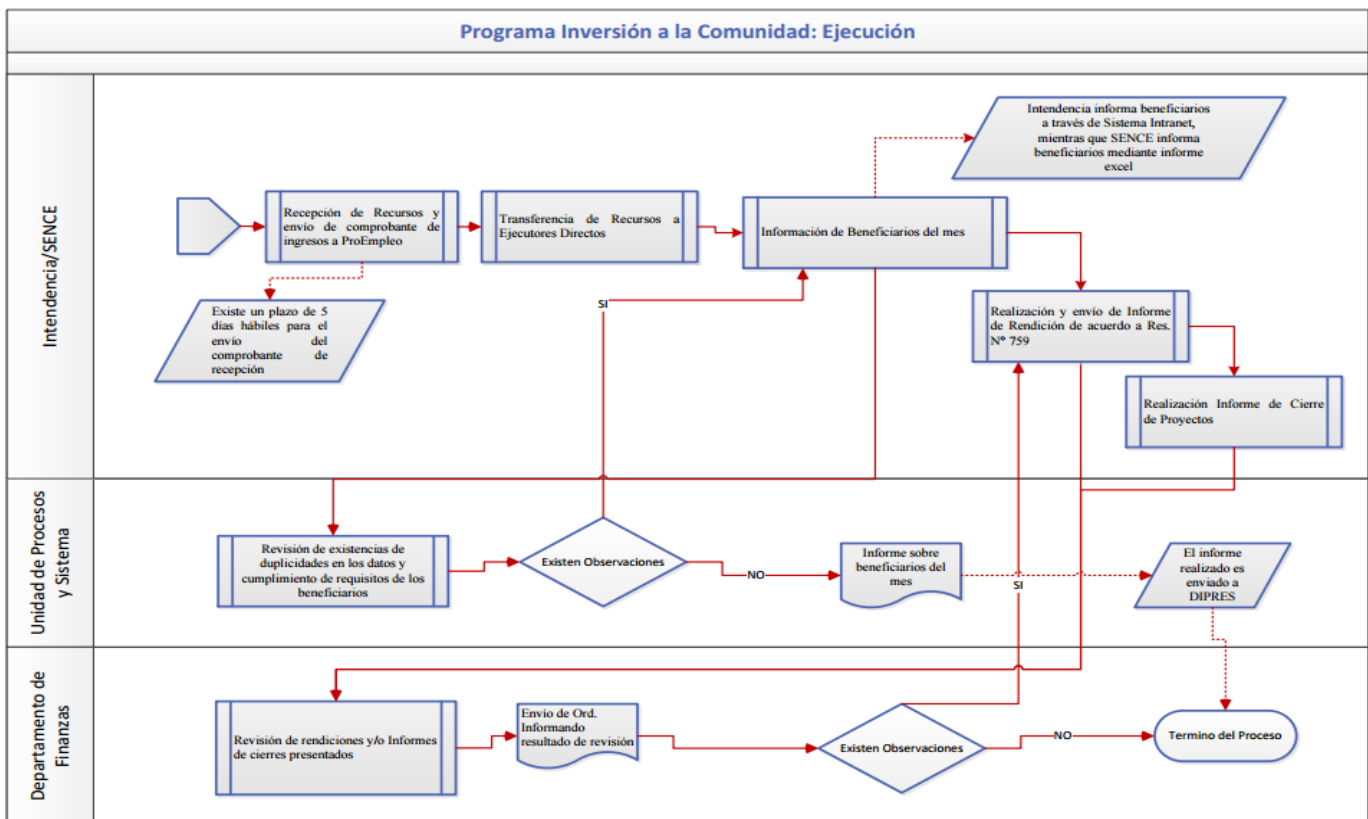 Programa Inversión a la Comunidad: Ejecución
Intendencia/SENCE
Intendencia informa beneficiarios
a través de Sistema Intranet,
mientras que SENCE informa
beneficiarios mediante informe
excel
Recepción de Recursos y
envío de comprobante de
ingresos a ProEmpleo
Transferencia de Recursos a
Ejecutores Directos
Información de Beneficiarios del mes
Existe un plazo de 5
días hábiles para el
envío del
comprobante de
recepción
SI
Realización y envío de Informe
de Rendición de acuerdo a Res.
N° 759
Realización Informe de Cierre
de Proyectos
Unidad de Procesos
y Sistema
Revisión de existencias de
duplicidades en los datos y
cumplimiento de requisitos de los
beneficiarios
Existen Observaciones
NO
Informe sobre
beneficiarios del
mes
SI
El informe
realizado es
enviado a
DIPRES
Departamento de
Finanzas
Revisión de rendiciones y/o Informes
de cierres presentados
Envío de Ord.
Informando
resultado de revisión
Existen Observaciones
NO
Termino del Proceso